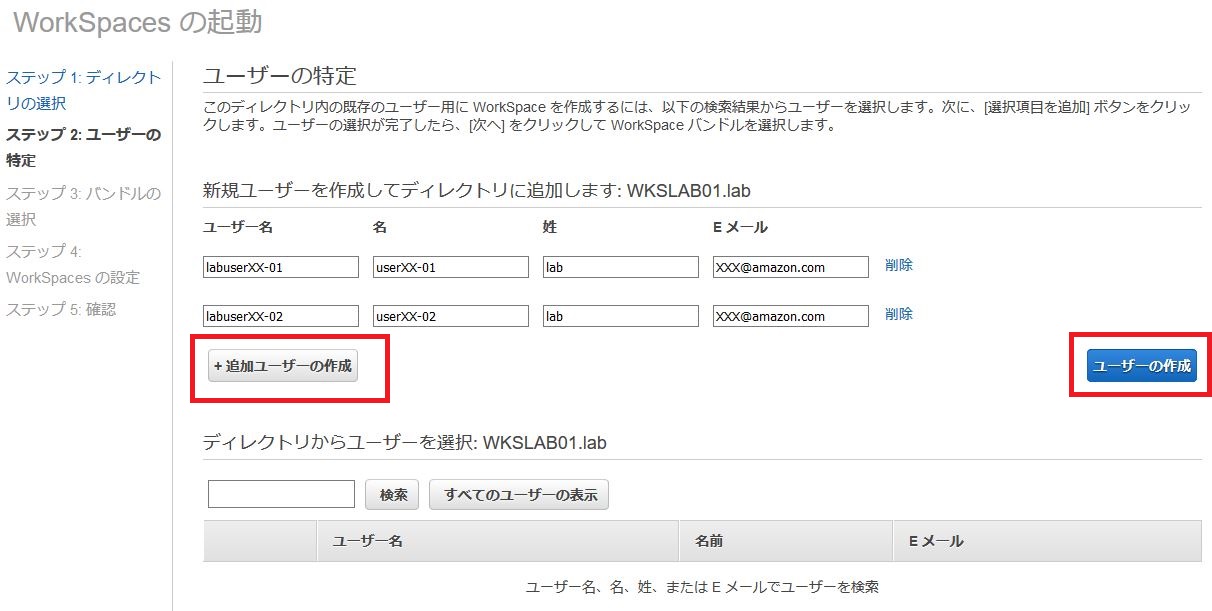 WorkSpaces の起動
ステップ 1: ディレクト
リの選択
ステップ 2: ユーザーの
特定
ステップ 3: バンドルの
選択
ステップ 4:
WorkSpaces の設定
ステップ 5: 確認
ユーザーの特定
このディレクトリ内の既存のユーザー用に WorkSpace を作成するには、以下の検索結果からユーザーを選択します。次に、[選択項目を追加] ボタンをクリッ
クします。ユーザーの選択が完了したら、[次へ] をクリックして WorkSpace バンドルを選択します。
新規ユーザーを作成してディレクトリに追加します: WKSLAB01.lab
ユーザー名 名 姓 E メール
labuserXX-01 userXX-01 lab XXX@amazon.com 削除
labuserXX-02 userXX-02 lab XXX@amazon.com 削除
+ 追加ユーザーの作成 ユーザーの作成
ディレクトリからユーザーを選択: WKSLAB01.lab
検索 すべてのユーザーの表示
ユーザー名 名前 E メール
ユーザー名、名、姓、または E メールでユーザーを検索